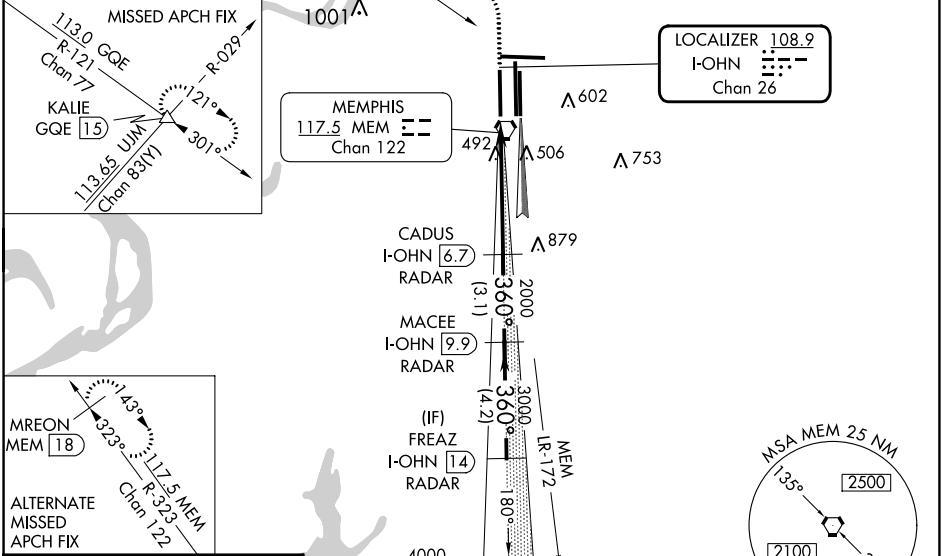 MISSED APCH FIX
113.0 GQE
R-121
Chan 77
R-029
KALIE
GQE 15
121°
301°
113.65 UJM
Chan 83(Y)
1001
LOCALIZER 108.9
I-OHN
Chan 26
MEMPHIS
117.5 MEM
Chan 122
602
492
506
753
879
CADUS
I-OHN 6.7
RADAR
2000
360°
(3.1)
MACEE
I-OHN 9.9
RADAR
3000
360°
(4.2)
(IF)
FREAZ
I-OHN 14
RADAR
MEM
LR-172
180°
4000
MREON
MEM 18
143°
323°
117.5 MEM
R-323
Chan 122
ALTERNATE
MISSED
APCH FIX
MSA MEM 25 NM
135°
2500
2100